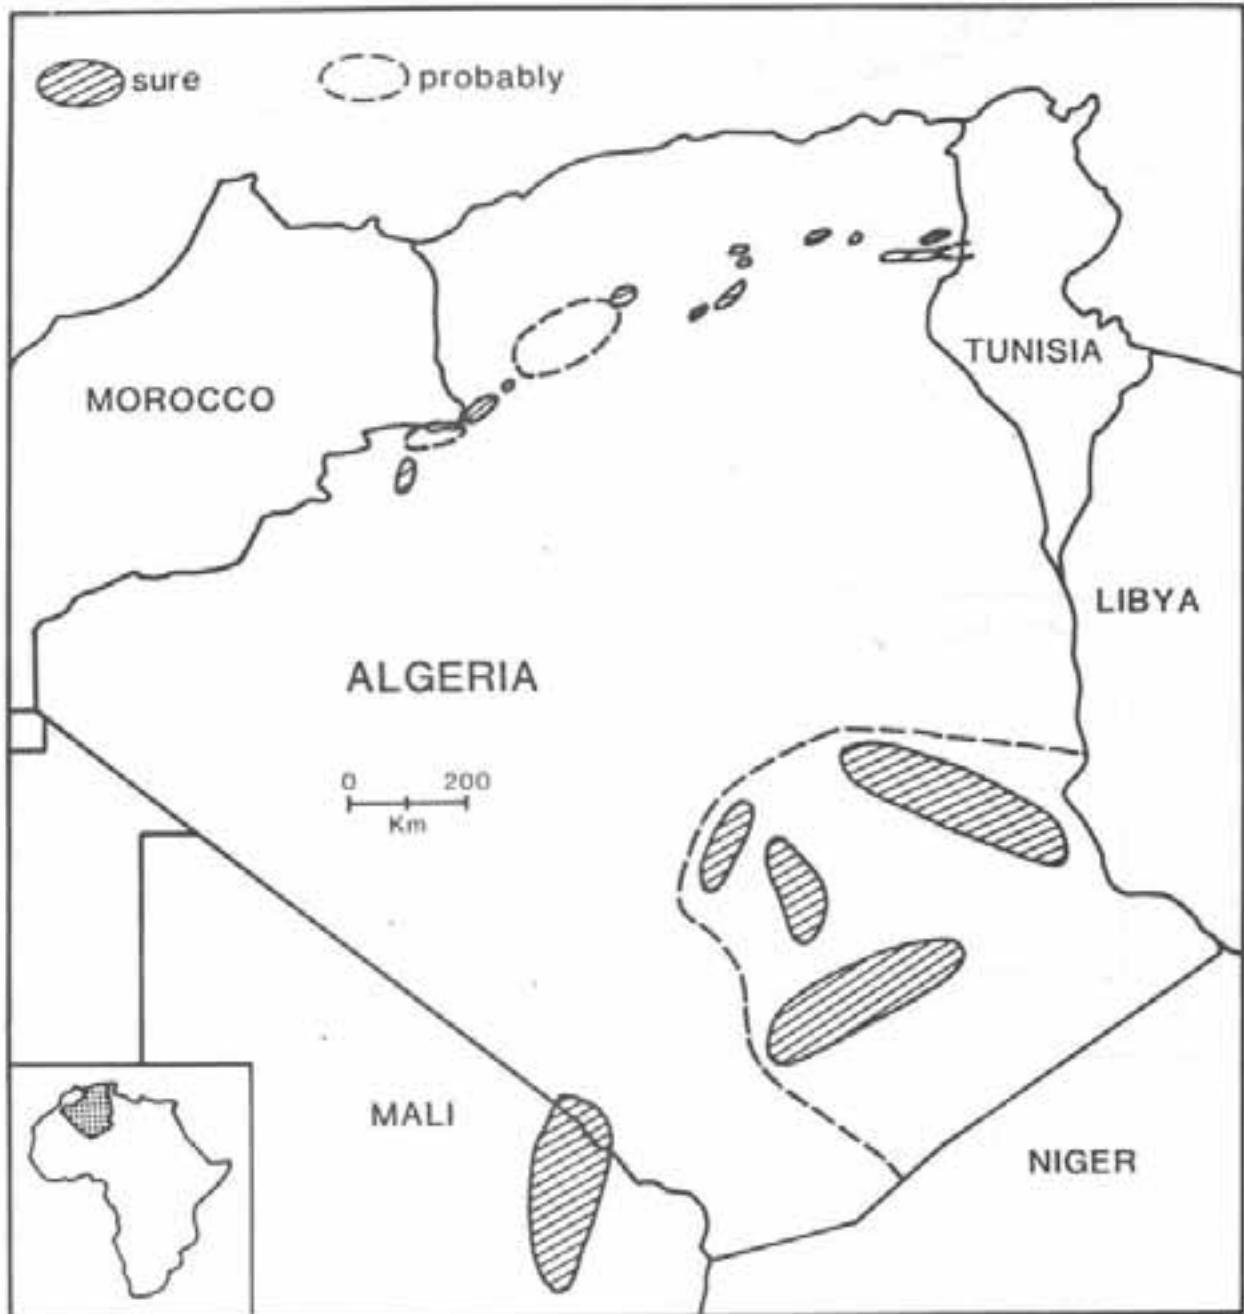 sure
probably
MOROCCO
TUNISIA
LIBYA
ALGERIA
0 200
Km
MALI
NIGER